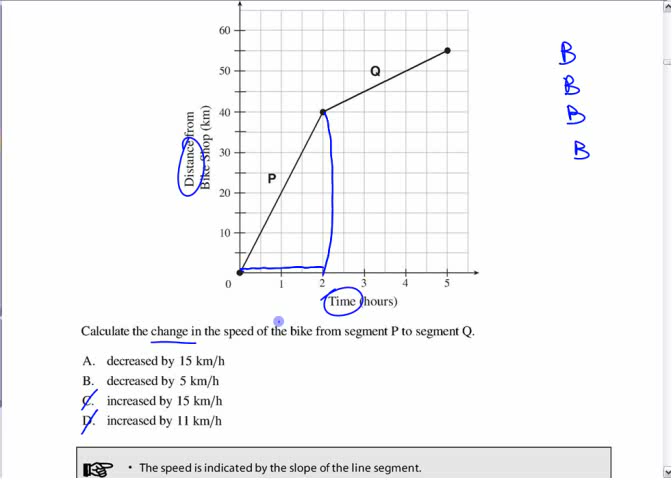 60
50
40
30
20
10
0
1 2 3 4 5
Distance from
Bike Shop (km)
P
Q
Time (hours)
B
B
B
B
Calculate the change in the speed of the bike from segment P to segment Q.
A. decreased by 15 km/h
B. decreased by 5 km/h
C. increased by 15 km/h
D. increased by 11 km/h
• The speed is indicated by the slope of the line segment.